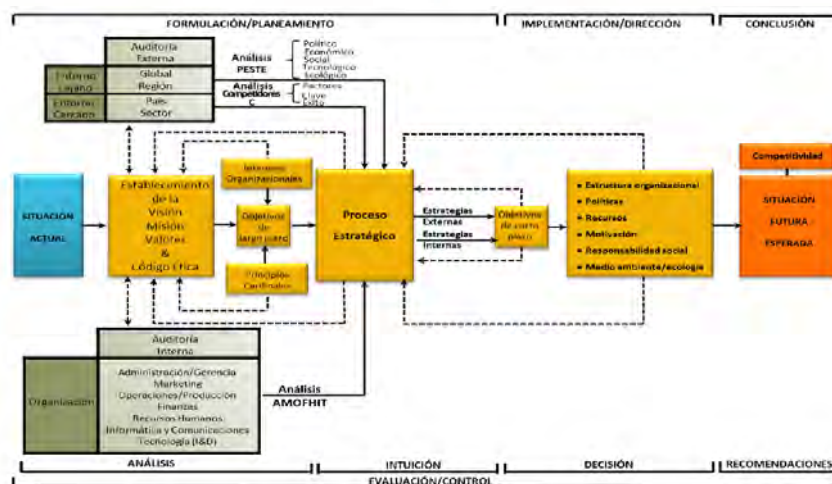 FORMULACIÓN/PLANEAMIENTO
IMPLEMENTACIÓN/DIRECCIÓN
CONCLUSIÓN
Auditoría
Externa
Entorno
Lejano
Global
Región
Entorno
Cercano
País
Sector
Análisis
PESTE
Político
Económico
Social
Tecnológico
Ecológico
Análisis
Competidores
C
Factores
Clave
Éxito
SITUACIÓN
ACTUAL
Establecimiento
de la
Visión
Misión
Valores
&
Código Ética
Intereses
Organizacionales
Objetivos
de
largo plazo
Principios
Cardinales
Proceso
Estratégico
Estrategias
Externas
Estrategias
Internas
Objetivos
de corto
plazo
• Estructura organizacional
• Políticas
• Recursos
• Motivación
• Responsabilidad social
• Medio ambiente/ecología
Competitividad
SITUACIÓN
FUTURA
ESPERADA
Auditoría
Interna
Organización
Administración/Gerencia
Marketing
Operaciones/Producción
Finanzas
Recursos Humanos
Informática y Comunicaciones
Tecnología (I&D)
Análisis
AMOFHIT
ANÁLISIS
INTUICIÓN
DECISIÓN
RECOMENDACIONES
EVALUACIÓN/CONTROL